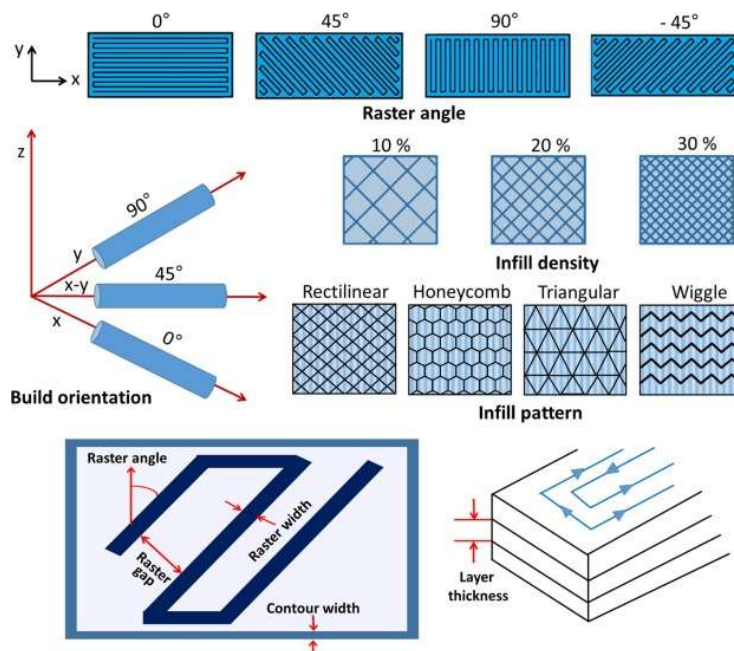 0°
45°
90°
- 45°
y
x
Raster angle
z
90°
y
45°
x-y
x
0°
Build orientation
10 %
20 %
30 %
Infill density
Rectilinear
Honeycomb
Triangular
Wiggle
Infill pattern
Raster angle
Raster
gap
Raster width
Contour width
Layer
thickness